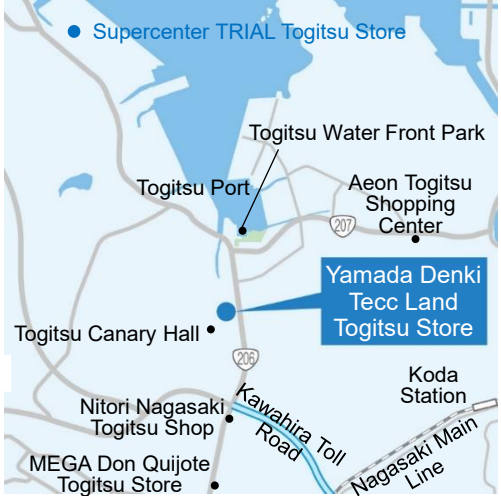 Supercenter TRIAL Togitsu Store
Togitsu Water Front Park
Togitsu Port
Aeon Togitsu
Shopping
Center
207
Yamada Denki
Tecc Land
Togitsu Store
Togitsu Canary Hall
206
Koda
Station
Nitori Nagasaki
Togitsu Shop
Kawahira Toll
Road
Nagasaki Main
Line
MEGA Don Quijote
Togitsu Store